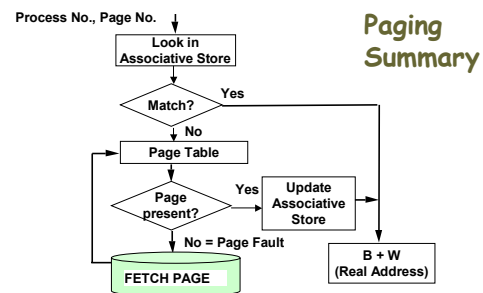 Paging
Summary
Process No., Page No.
Look in
Associative Store
Match?
Yes
No
Page Table
Page
present?
Yes
Update
Associative
Store
No = Page Fault
FETCH PAGE
B + W
(Real Address)